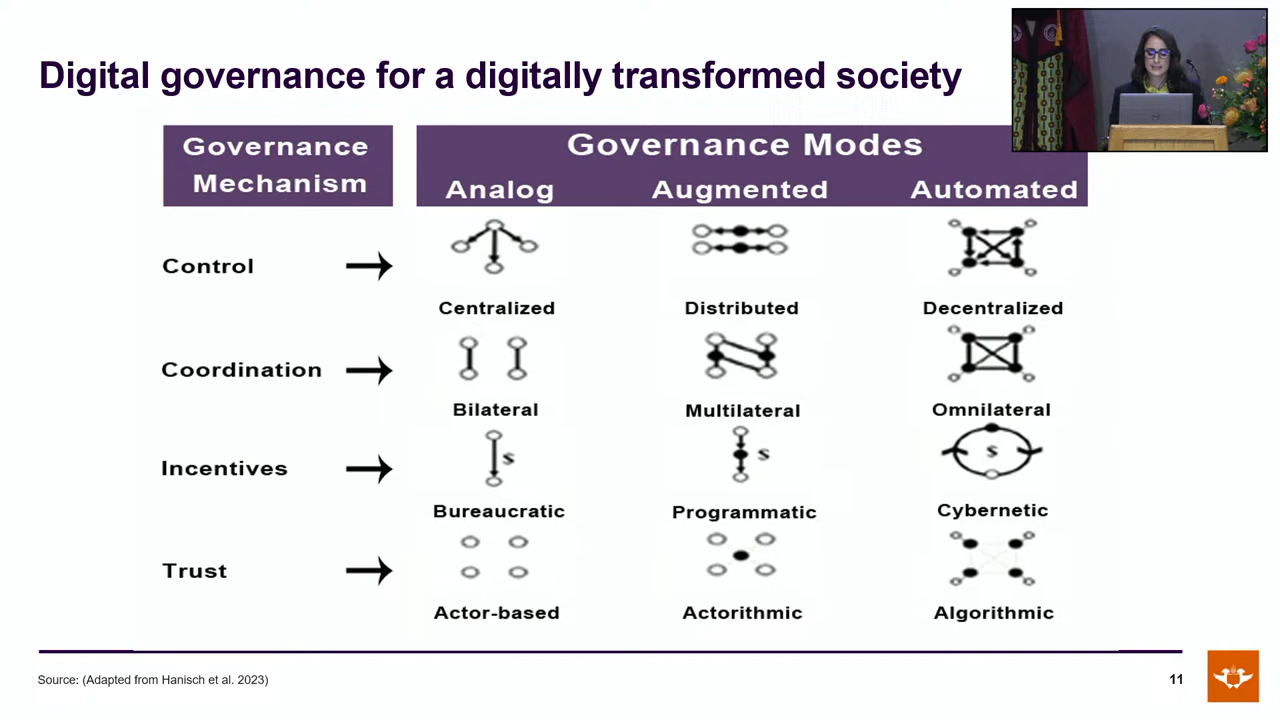 Digital governance for a digitally transformed society
Governance
Mechanism
Governance Modes
Analog Augmented Automated
Control
Centralized Distributed Decentralized
Coordination
Bilateral Multilateral Omnilateral
Incentives
$ $ $
Bureaucratic Programmatic Cybernetic
Trust
Actor-based Actorithmic Algorithmic
Source: (Adapted from Hanisch et al. 2023)
11